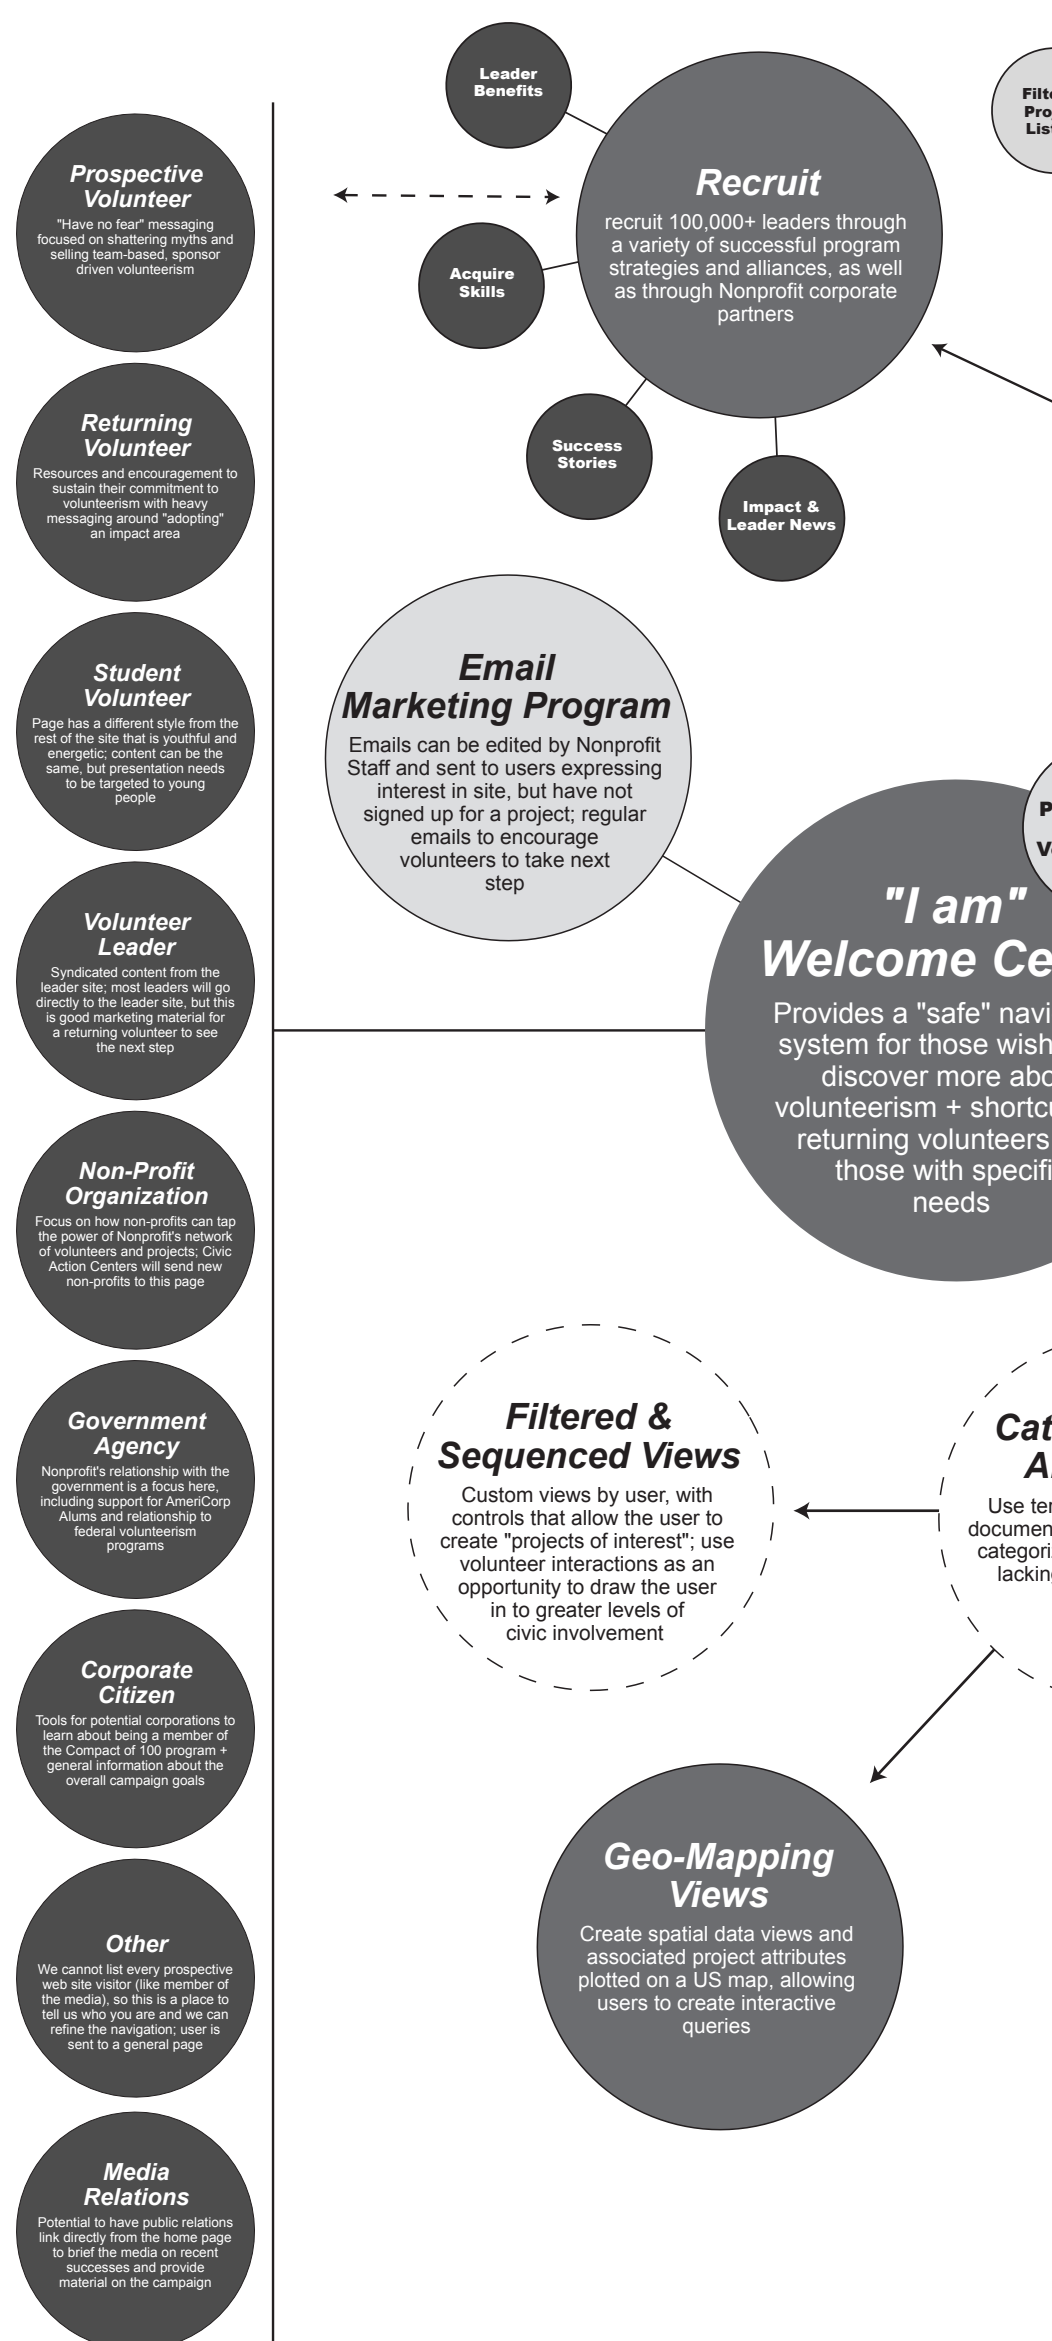 Prospective
Volunteer
"Have no fear" messaging
focused on shattering myths and
selling team-based, sponsor
driven volunteerism
Returning
Volunteer
Resources and encouragement to
sustain their commitment to
volunteerism with heavy
messaging around "adopting"
an impact area
Student
Volunteer
Page has a different style from the
rest of the site that is youthful and
energetic; content can be the
same, but presentation needs
to be targeted to young
people
Volunteer
Leader
Syndicated content from the
leader site; most leaders will go
directly to the leader site, but this
is good marketing material for
a returning volunteer to see
the next step
Non-Profit
Organization
Focus on how non-profits can tap
the power of Nonprofit's network
of volunteers and projects; Civic
Action Centers will send new
non-profits to this page
Government
Agency
Nonprofit's relationship with the
government is a focus here,
including support for AmeriCorp
Alums and relationship to
federal volunteerism
programs
Corporate
Citizen
Tools for potential corporations to
learn about being a member of
the Compact of 100 program +
general information about the
overall campaign goals
Other
We cannot list every prospective
web site visitor (like member of
the media), so this is a place to
tell us who you are and we can
refine the navigation; user is
sent to a general page
Media
Relations
Potential to have public relations
link directly from the home page
to brief the media on recent
successes and provide
material on the campaign
Leader
Benefits
Recruit
recruit 100,000+ leaders through
a variety of successful program
strategies and alliances, as well
as through Nonprofit corporate
partners
Acquire
Skills
Success
Stories
Impact &
Leader News
Email
Marketing Program
Emails can be edited by Nonprofit
Staff and sent to users expressing
interest in site, but have not
signed up for a project; regular
emails to encourage
volunteers to take next
step
"I am"
Welcome
Provides a "safe"
system for those
discover more
volunteerism +
returning volunteers
those with
needs
Filtered &
Sequenced Views
Custom views by user, with
controls that allow the user to
create "projects of interest"; use
volunteer interactions as an
opportunity to draw the user
in to greater levels of
civic involvement
Use
Geo-Mapping
Views
Create spatial data views and
associated project attributes
plotted on a US map, allowing
users to create interactive
queries